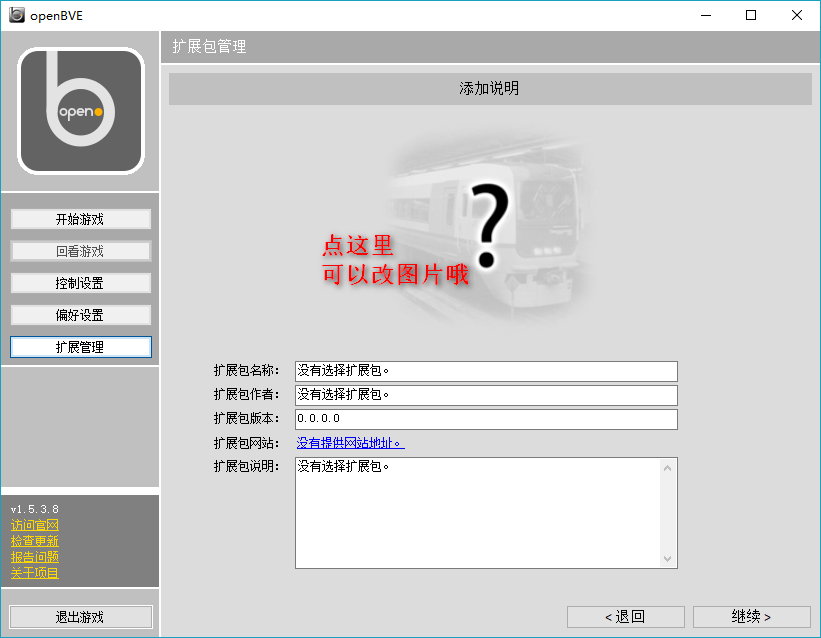 openBVE
扩展包管理
open
添加说明
?
点这里
可以改图片哦
开始游戏
回看游戏
控制设置
偏好设置
扩展管理
扩展包名称： 没有选择扩展包。
扩展包作者： 没有选择扩展包。
扩展包版本： 0.0.0.0
扩展包网站： 没有提供网站地址。
扩展包说明： 没有选择扩展包。
v1.5.3.8
访问官网
检查更新
报告问题
关于项目
退出游戏
< 退回
继续 >